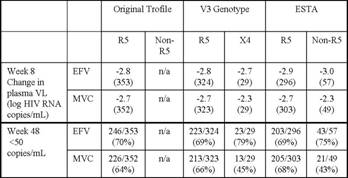 Original Trofile V3 Genotype ESTA
R5 Non-R5 R5 X4 R5 Non-R5
Week 8 Change in plasma VL (log HIV RNA copies/mL)
EFV -2.8 (353) n/a -2.8 (324) -2.7 (29) -2.9 (296) -3.0 (57)
MVC -2.7 (352) n/a -2.7 (323) -2.3 (29) -2.7 (303) -2.3 (49)
Week 48 <50 copies/mL
EFV 246/353 (70%) n/a 223/324 (69%) 23/29 (79%) 203/296 (69%) 43/57 (75%)
MVC 226/352 (64%) n/a 213/323 (66%) 13/29 (45%) 205/303 (68%) 21/49 (43%)